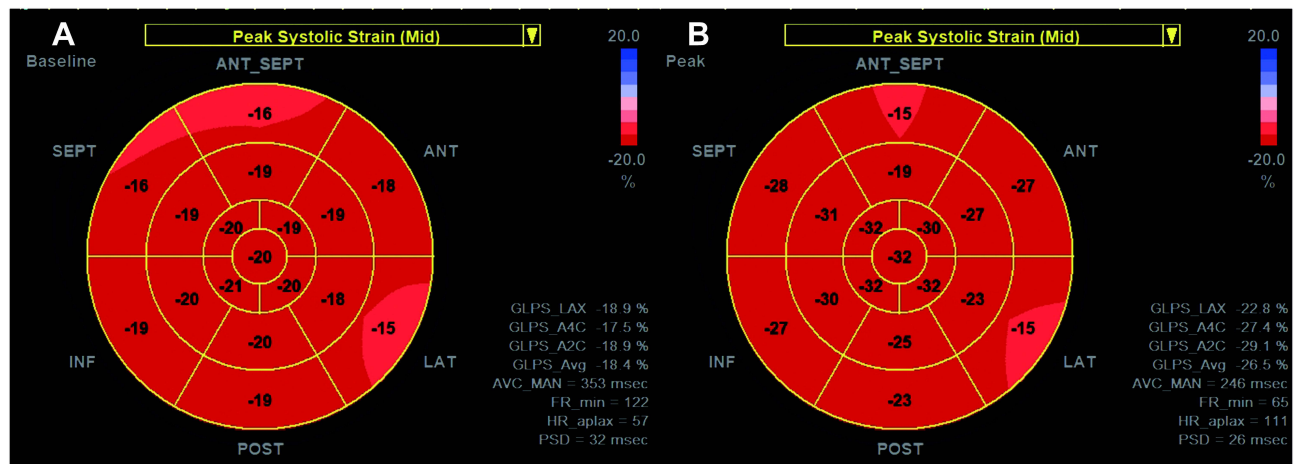 A
Peak Systolic Strain (Mid)
Baseline
20.0
-20.0
%
ANT_SEPT
SEPT
ANT
INF
LAT
POST
-16
-16
-18
-19
-19
-19
-20
-19
-20
-20
-21
-20
-18
-15
-19
-20
-19
GLPS_LAX -18.9 %
GLPS_A4C -17.5 %
GLPS_A2C -18.9 %
GLPS_Avg -18.4 %
AVC_MAN = 353 msec
FR_min = 122
HR_aplax = 57
PSD = 32 msec
B
Peak Systolic Strain (Mid)
Peak
20.0
-20.0
%
ANT_SEPT
SEPT
ANT
INF
LAT
POST
-15
-28
-27
-19
-31
-27
-32
-30
-32
-30
-32
-32
-23
-27
-15
-25
-23
GLPS_LAX -22.8 %
GLPS_A4C -27.4 %
GLPS_A2C -29.1 %
GLPS_Avg -26.5 %
AVC_MAN = 246 msec
FR_min = 65
HR_aplax = 111
PSD = 26 msec